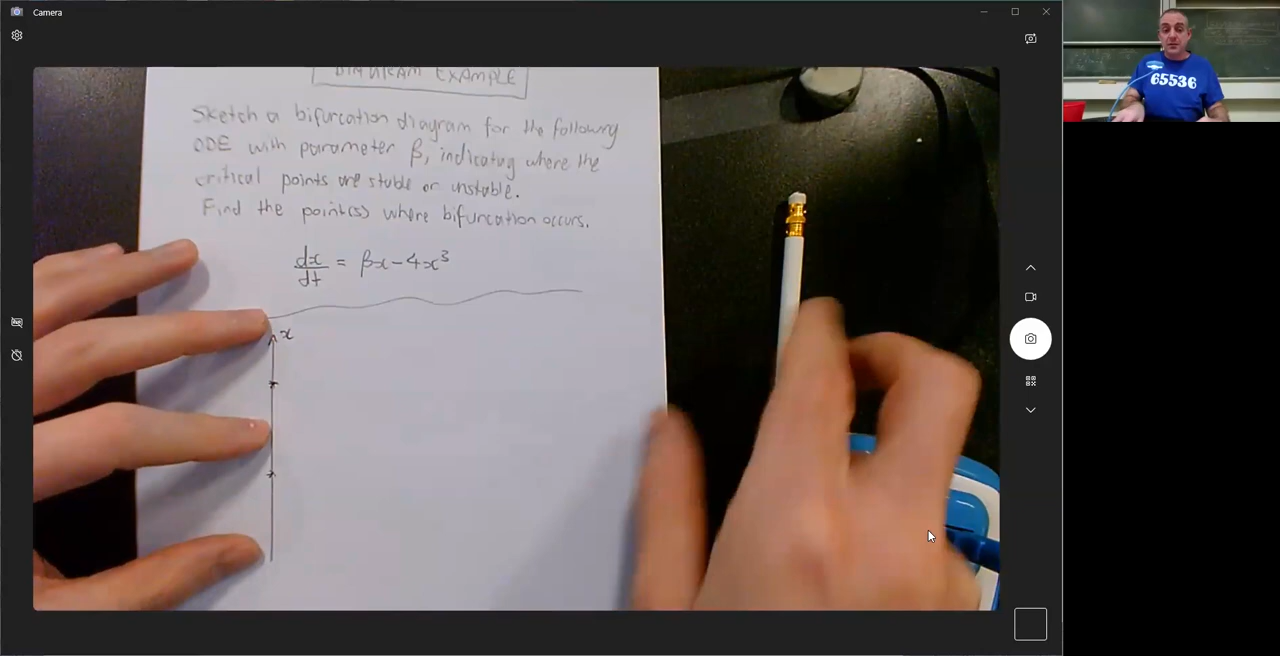 Camera
DIAGRAM EXAMPLE
Sketch a bifurcation diagram for the following
ODE with parameter β, indicating where the
critical points are stable or unstable.
Find the point(s) where bifurcation occurs.
dx/dt = βx - 4x³
x
65536